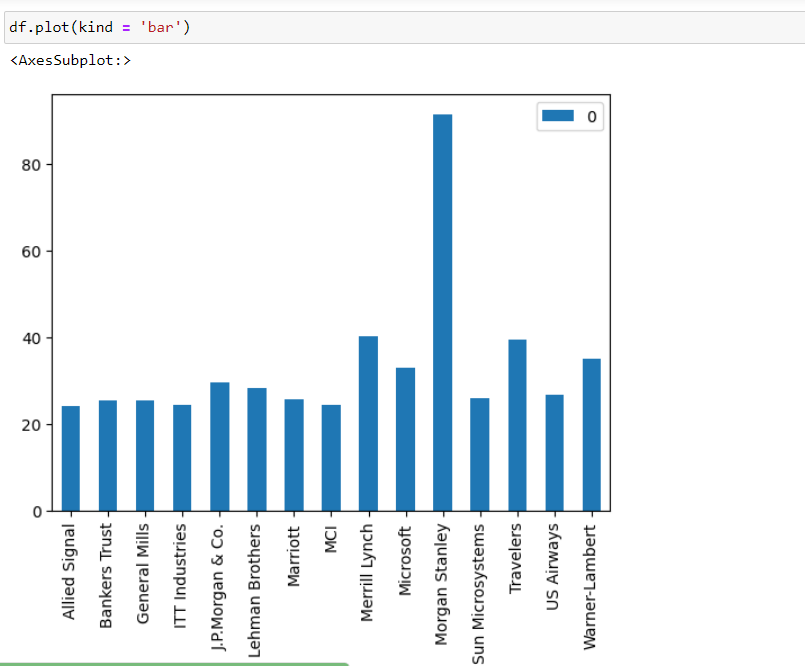 df.plot(kind = 'bar')
<AxesSubplot:>
0
80
60
40
20
0
Allied Signal
Bankers Trust
General Mills
ITT Industries
J.P.Morgan & Co.
Lehman Brothers
Marriott
MCI
Merrill Lynch
Microsoft
Morgan Stanley
Sun Microsystems
Travelers
US Airways
Warner-Lambert